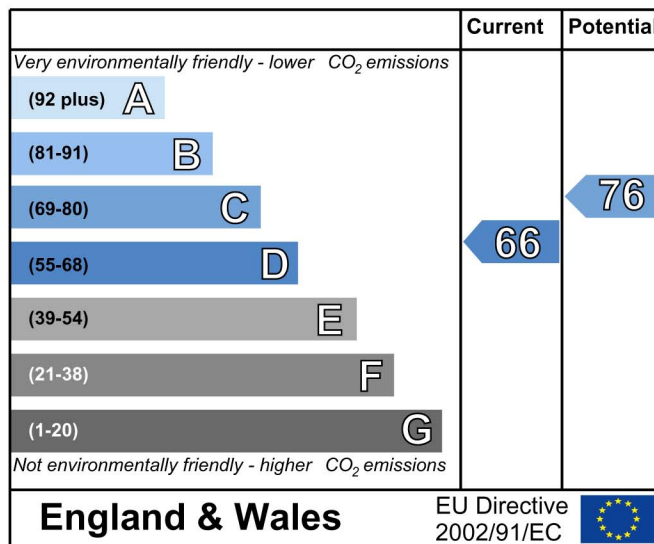 Current Potential
Very environmentally friendly - lower CO2 emissions
(92 plus) A
(81-91) B
(69-80) C
(55-68) D
(39-54) E
(21-38) F
(1-20) G
66
76
Not environmentally friendly - higher CO2 emissions
England & Wales
EU Directive
2002/91/EC